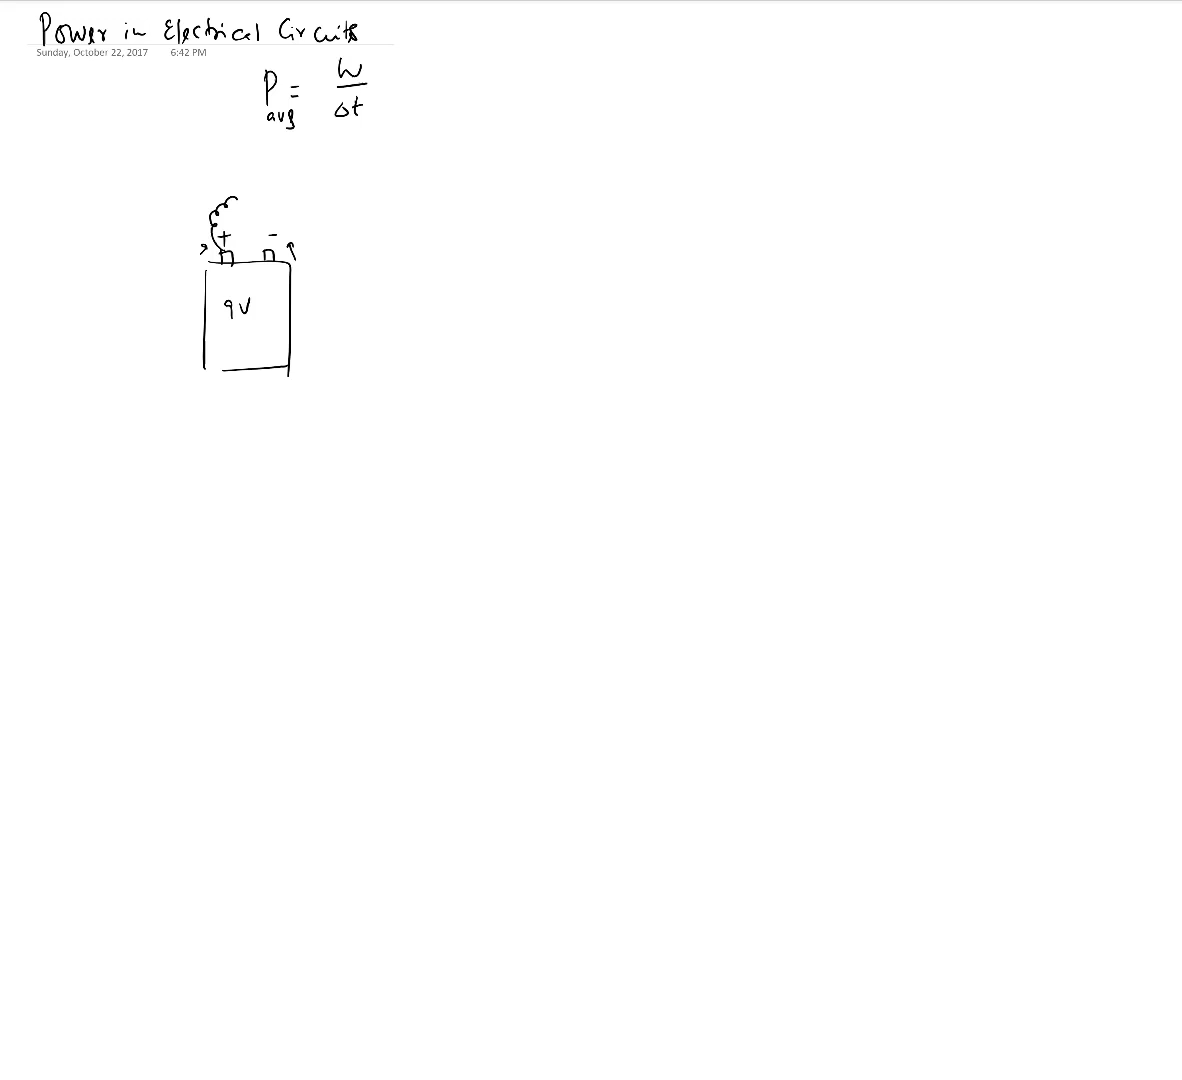 Power in Electrical Circuits
Sunday, October 22, 2017 6:42 PM
P avg = W / Δt
+ -
9V